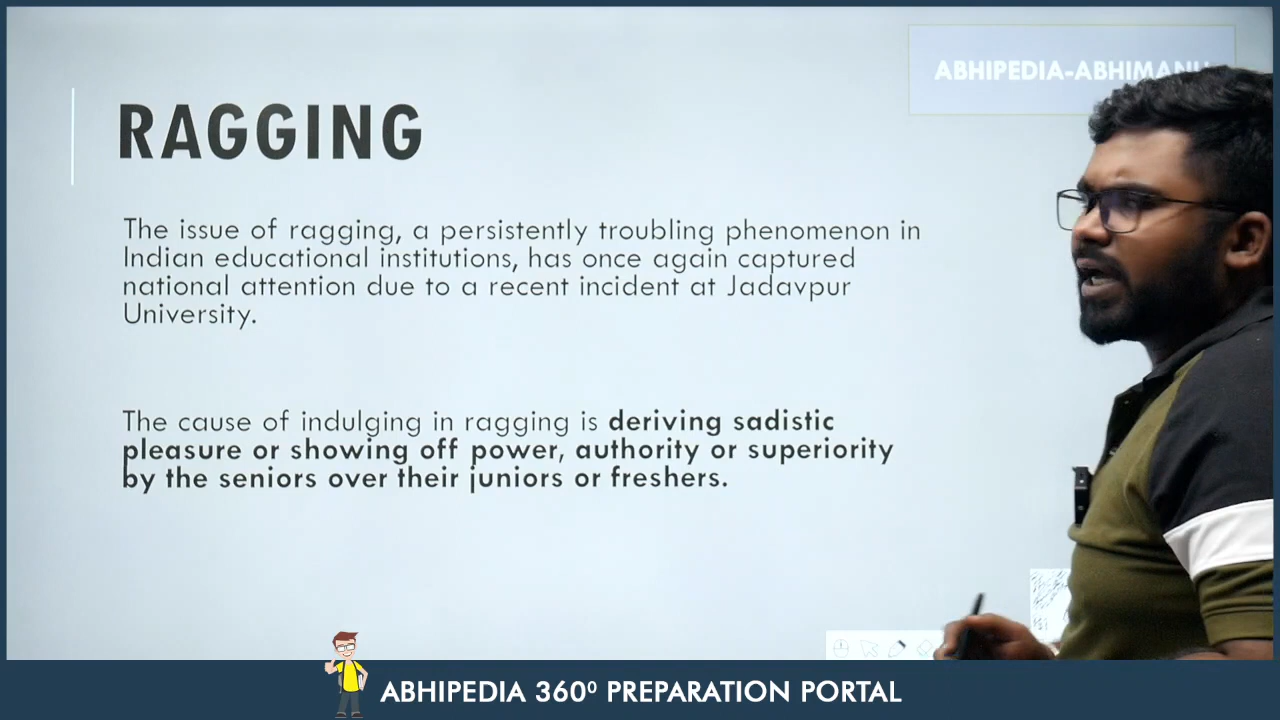 ABHIPEDIA-ABHIMANU
RAGGING
The issue of ragging, a persistently troubling phenomenon in
Indian educational institutions, has once again captured
national attention due to a recent incident at Jadavpur
University.
The cause of indulging in ragging is deriving sadistic
pleasure or showing off power, authority or superiority
by the seniors over their juniors or freshers.
ABHIPEDIA 360⁰ PREPARATION PORTAL